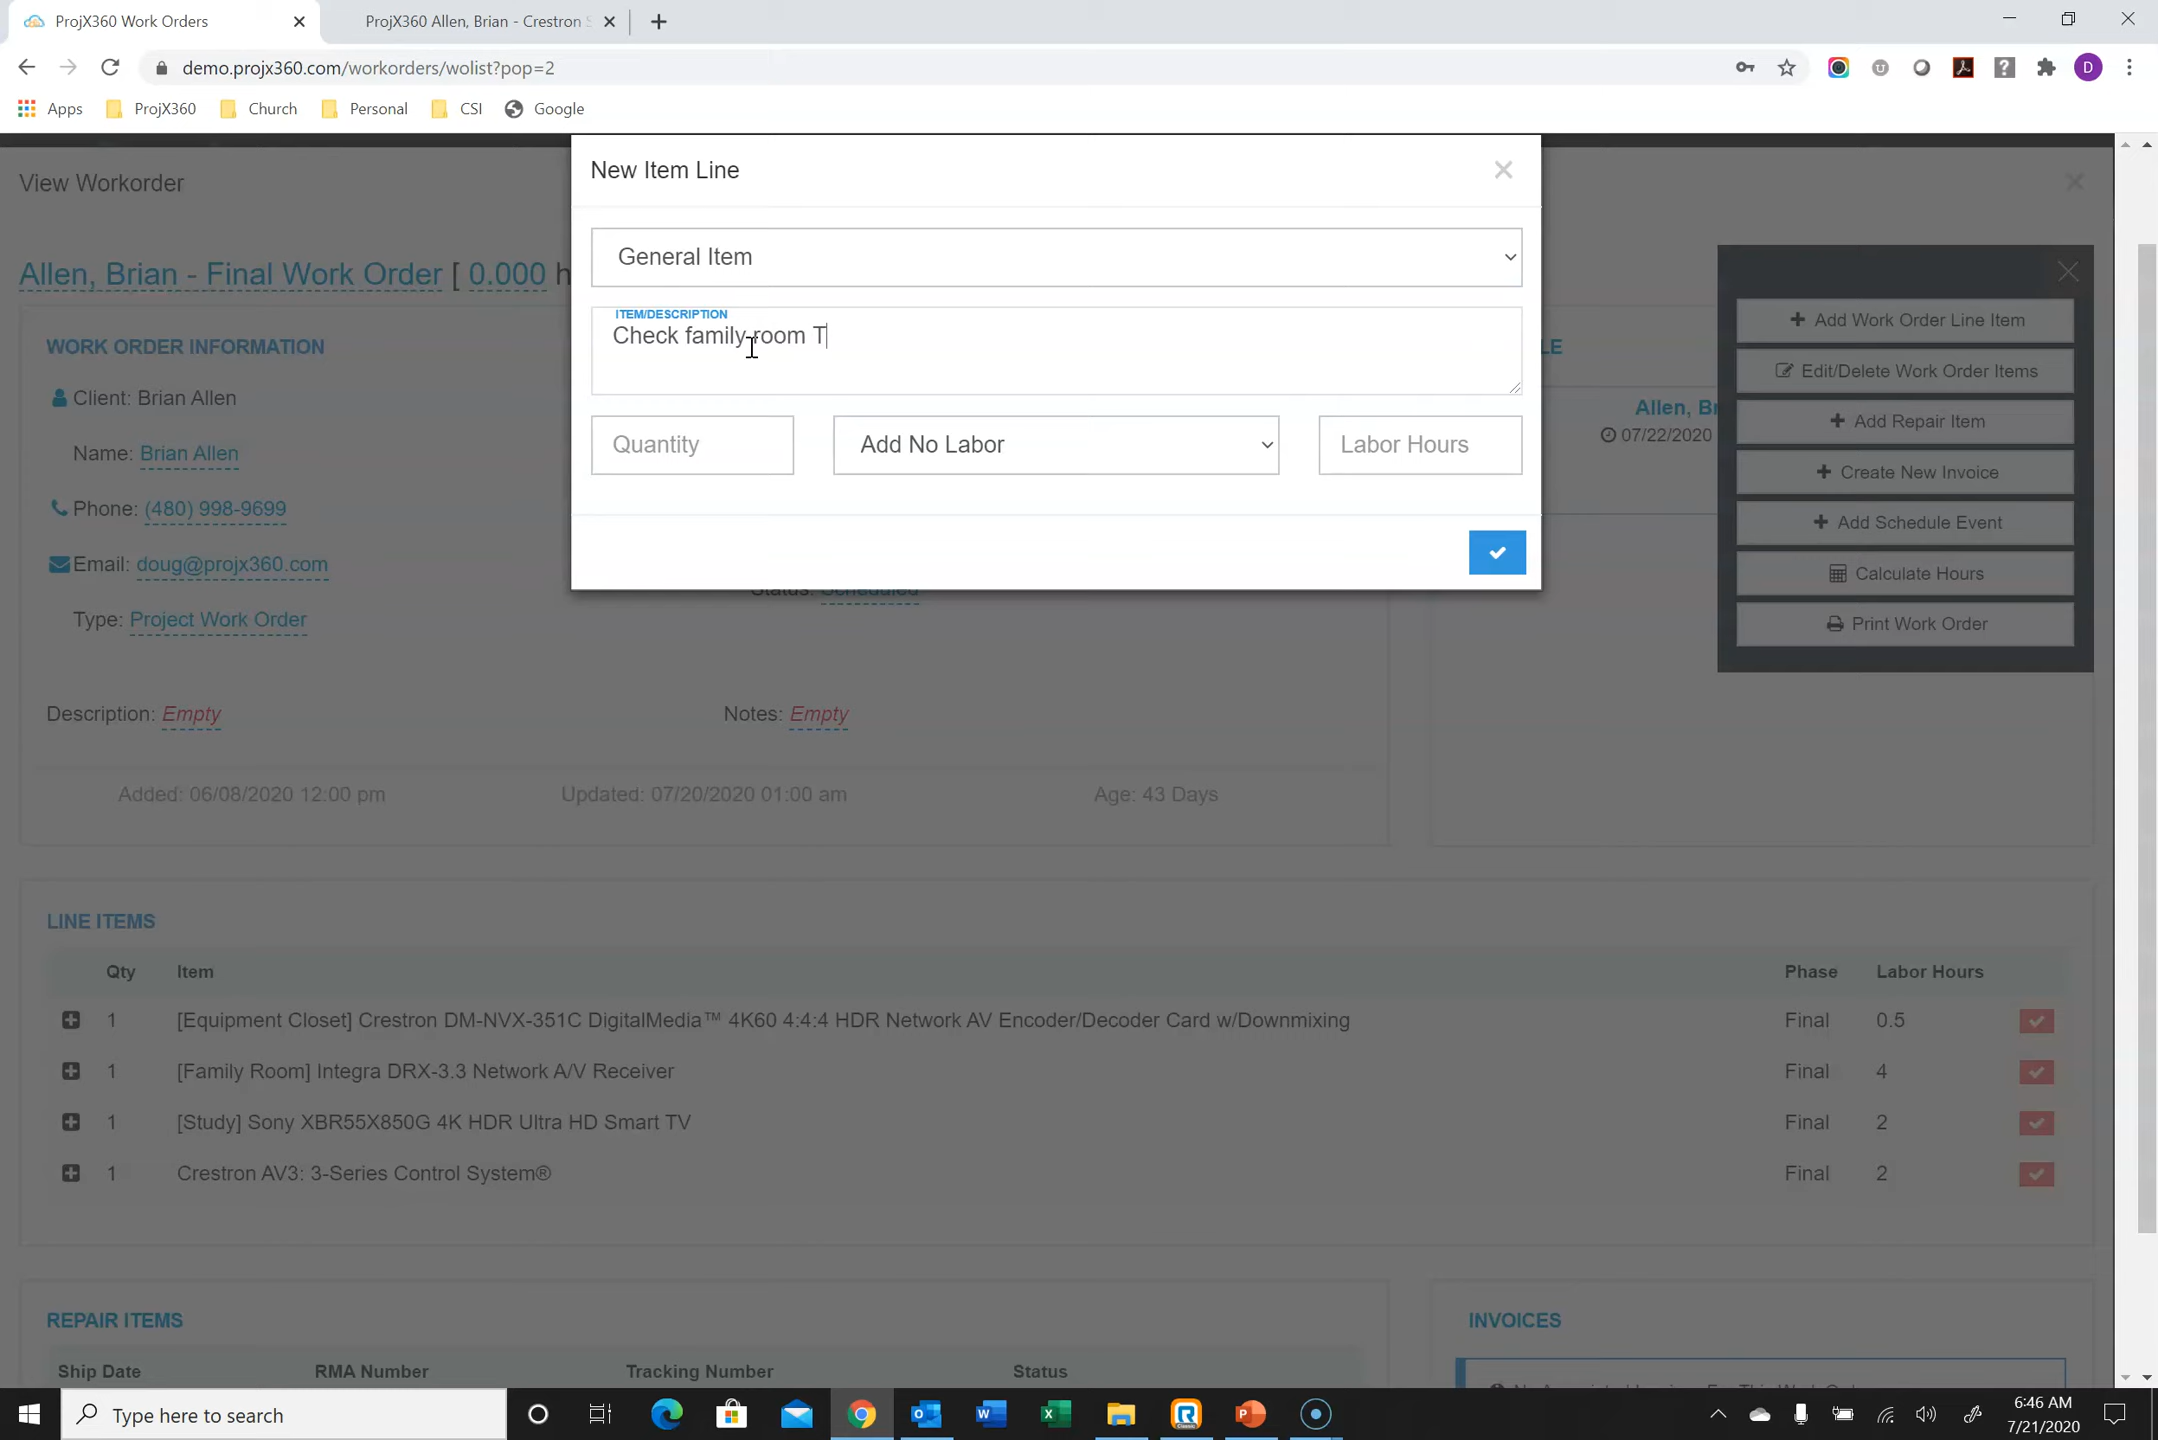 ProjX360 Work Orders
ProjX360 Allen, Brian - Crestron S
demo.projx360.com/workorders/wolist?pop=2
D
Apps ProjX360 Church Personal CSI Google
View Workorder
New Item Line
Allen, Brian - Final Work Order [ 0.000 h
General Item
ITEM/DESCRIPTION
Check family room T
Quantity Add No Labor Labor Hours
WORK ORDER INFORMATION
Client: Brian Allen
Name: Brian Allen
Phone: (480) 998-9699
Email: doug@projx360.com
Status: Scheduled
Type: Project Work Order
Description: Empty
Notes: Empty
Added: 06/08/2020 12:00 pm Updated: 07/20/2020 01:00 am Age: 43 Days
LE
Allen, Br
07/22/2020
Add Work Order Line Item
Edit/Delete Work Order Items
Add Repair Item
Create New Invoice
Add Schedule Event
Calculate Hours
Print Work Order
LINE ITEMS
Qty Item Phase Labor Hours
1 [Equipment Closet] Crestron DM-NVX-351C DigitalMedia™ 4K60 4:4:4 HDR Network AV Encoder/Decoder Card w/Downmixing Final 0.5
1 [Family Room] Integra DRX-3.3 Network A/V Receiver Final 4
1 [Study] Sony XBR55X850G 4K HDR Ultra HD Smart TV Final 2
1 Crestron AV3: 3-Series Control System® Final 2
REPAIR ITEMS
Ship Date RMA Number Tracking Number Status
INVOICES
Type here to search
6:46 AM
7/21/2020